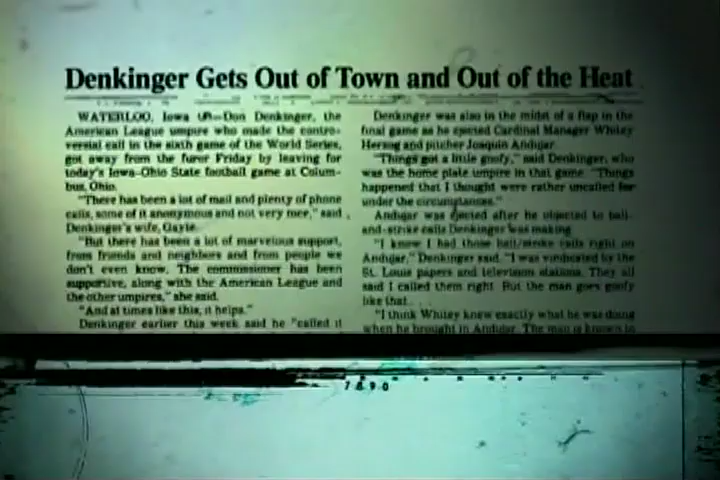 Denkinger Gets Out of Town and Out of the Heat
WATERLOO, Iowa (AP)—Don Denkinger, the
American League umpire who made the contro-
versial call in the sixth game of the World Series,
got away from the furor Friday by leaving for
today's Iowa-Ohio State football game at Colum-
bus, Ohio.
"There has been a lot of mail and plenty of phone
calls, some of it anonymous and not very nice," said
Denkinger's wife, Gayle.
"But there has been a lot of marvelous support,
from friends and neighbors and from people we
don't even know. The commissioner has been
supportive, along with the American League and
the other umpires," she said.
"And at times like this, it helps."
Denkinger earlier this week said he "called it
Denkinger was also in the midst of a flap in the
final game as he ejected Cardinal Manager Whitey
Herzog and pitcher Joaquin Andujar.
"Things got a little goofy," said Denkinger, who
was the home plate umpire in that game. "Things
happened that I thought were rather uncalled for
under the circumstances."
Andujar was ejected after he objected to ball-
and-strike calls Denkinger was making.
"I know I had those ball/strike calls right on
Andujar," Denkinger said. "I was vindicated by the
St. Louis papers and television stations. They all
said I called them right. But the man goes goofy
like that.
"I think Whitey knew exactly what he was doing
when he brought in Andujar. The man is known to
7 8 9 0